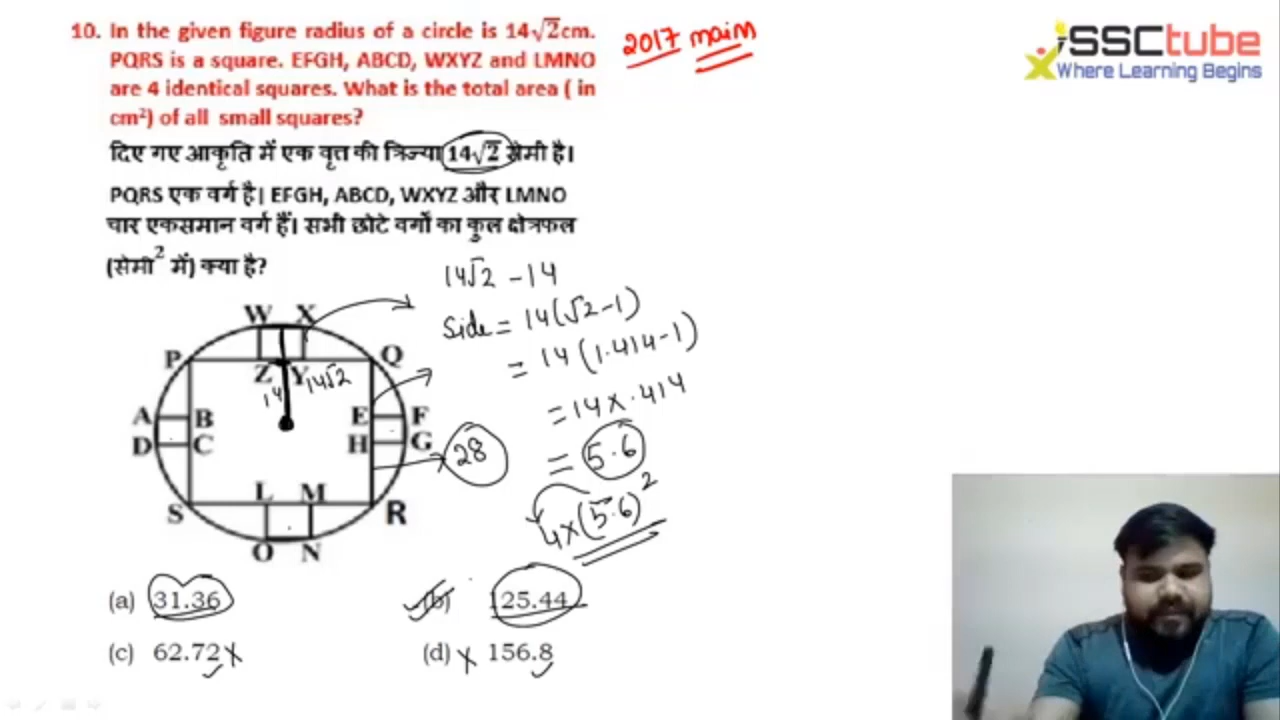 10. In the given figure radius of a circle is 14√2cm.
PQRS is a square. EFGH, ABCD, WXYZ and LMNO
are 4 identical squares. What is the total area ( in
cm²) of all small squares?
2017 maim
iSSCtube
Where Learning Begins
दिए गए आकृति में एक वृत्त की त्रिज्या 14√2 सेमी है।
PQRS एक वर्ग है। EFGH, ABCD, WXYZ और LMNO
चार एकसमान वर्ग हैं। सभी छोटे वर्गों का कुल क्षेत्रफल
(सेमी² में) क्या है?
14√2 - 14
Side = 14(√2-1)
= 14(1.414-1)
= 14×.414
= 5.6
4×(5.6)²
W X
P Q
Z Y
14 14√2
A B E F
D C H G
28
L M
S R
O N
(a) 31.36 (b) 125.44
(c) 62.72 (d) 156.8